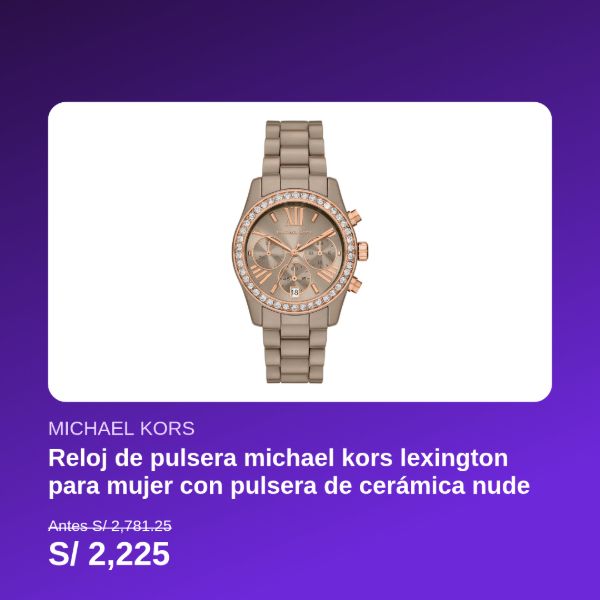 18
MICHAEL KORS
Reloj de pulsera michael kors lexington
para mujer con pulsera de cerámica nude
Antes S/ 2,781.25
S/ 2,225